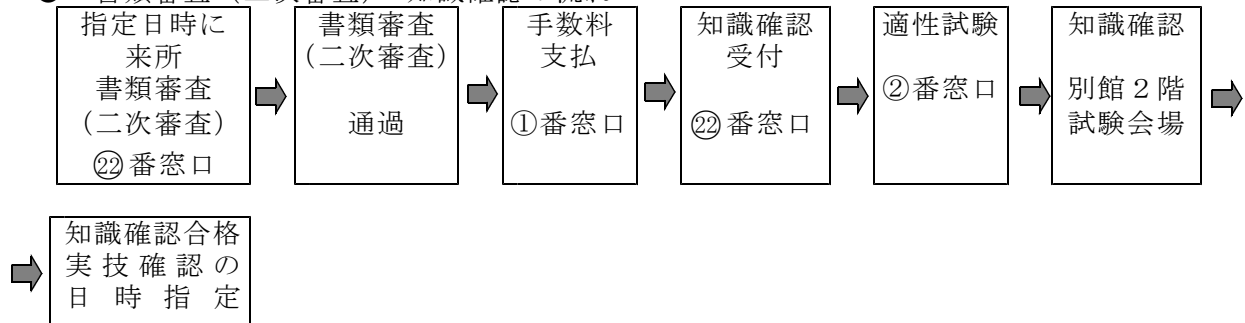 指定日時に
来所
書類審査
(二次審査)
㉒番窓口
書類審査
(二次審査)
通過
手数料
支払
①番窓口
知識確認
受付
㉒番窓口
適性試験
②番窓口
知識確認
別館２階
試験会場
知識確認合格
実技確認の
日時指定